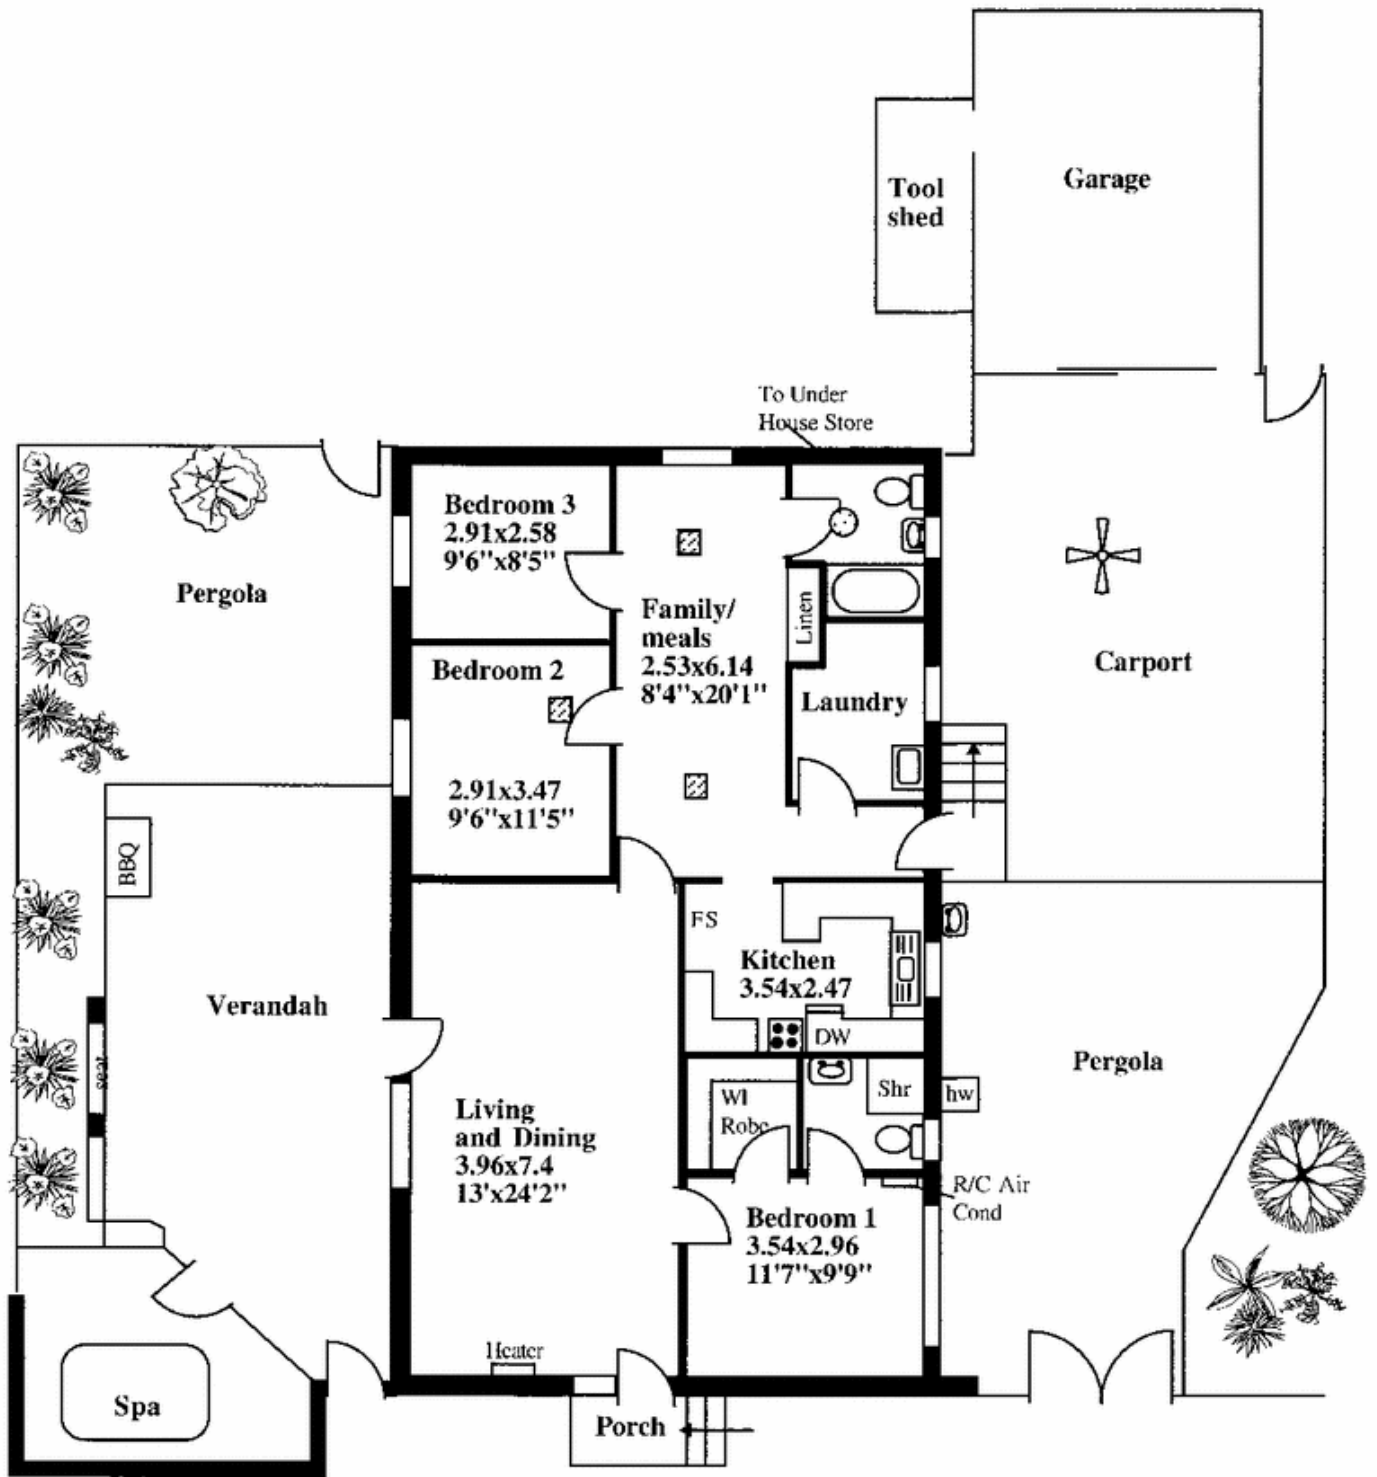 Garage
Tool
shed
To Under
House Store
Bedroom 3
2.91x2.58
9'6"x8'5"
Pergola
Family/
meals
2.53x6.14
8'4"x20'1"
Linen
Carport
Bedroom 2
2.91x3.47
9'6"x11'5"
Laundry
BBQ
FS
Kitchen
3.54x2.47
DW
Verandah
seat
Pergola
WI
Robe
Shr
hw
Living
and Dining
3.96x7.4
13'x24'2"
R/C Air
Cond
Bedroom 1
3.54x2.96
11'7"x9'9"
Heater
Spa
Porch